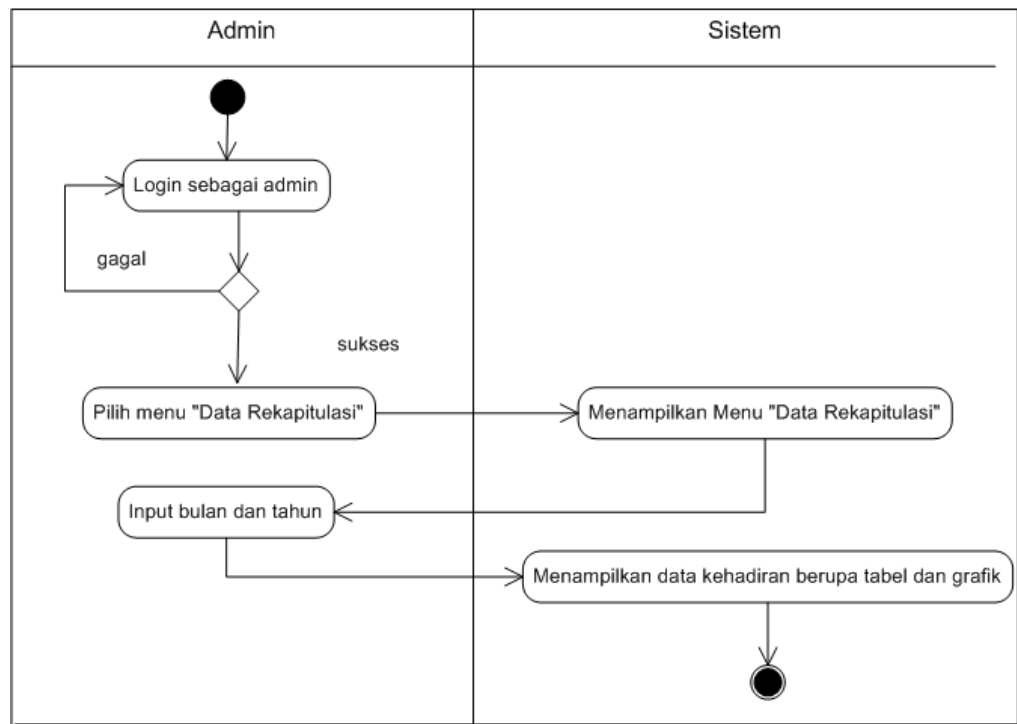 Admin
Sistem
Login sebagai admin
gagal
sukses
Pilih menu "Data Rekapitulasi"
Menampilkan Menu "Data Rekapitulasi"
Input bulan dan tahun
Menampilkan data kehadiran berupa tabel dan grafik